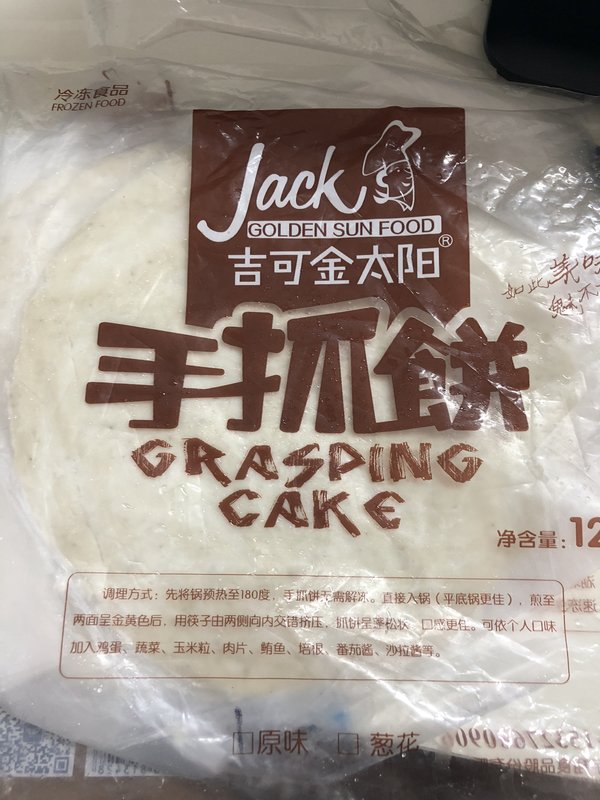 冷冻食品
FROZEN FOOD
Jack
GOLDEN SUN FOOD
吉可金太阳®
如此美味
手抓餅
GRASPING
CAKE
净含量:12
调理方式：先将锅预热至180度，手抓饼无需解冻。直接入锅（平底锅更佳），煎至
两面呈金黄色后，用筷子由两侧向内交错挤压，抓饼呈蓬松状，口感更佳。可依个人口味
加入鸡蛋、蔬菜、玉米粒、肉片、鲔鱼、培根、番茄酱、沙拉酱等。
□原味 □葱花